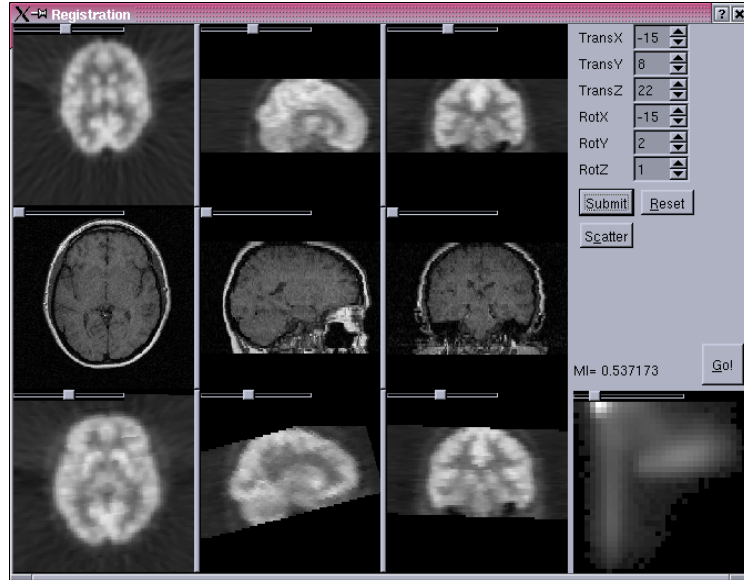 Registration
TransX -15
TransY 8
TransZ 22
RotX -15
RotY 2
RotZ 1
Submit Reset
Scatter
MI= 0.537173
Go!